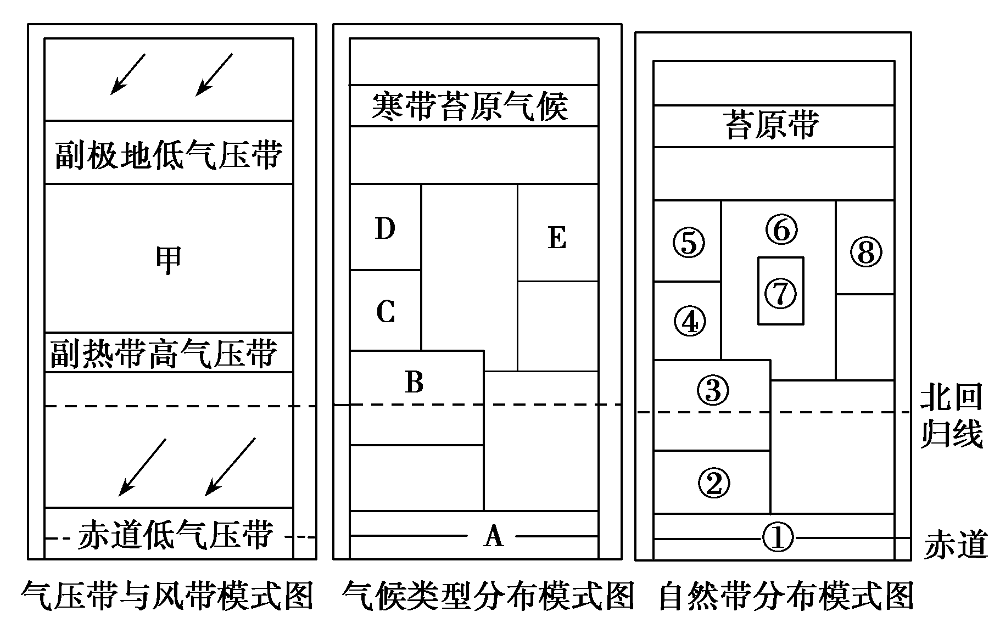 副极地低气压带
甲
副热带高气压带
赤道低气压带
气压带与风带模式图
寒带苔原气候
D
E
C
B
A
气候类型分布模式图
苔原带
⑤
⑥
⑧
⑦
④
③
②
①
北回
归线
赤道
自然带分布模式图